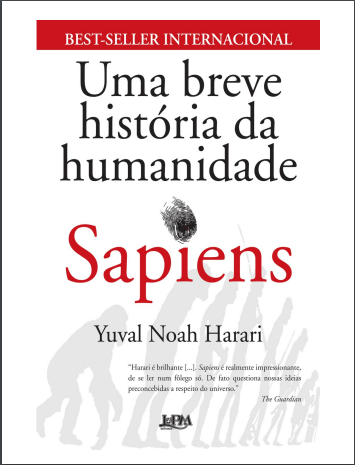 BEST-SELLER INTERNACIONAL
Uma breve
história da
humanidade
Sapiens
Yuval Noah Harari
“Harari é brilhante [...]. Sapiens é realmente impressionante,
de se ler num fôlego só. De fato questiona nossas ideias
preconcebidas a respeito do universo.”
The Guardian
L&PM